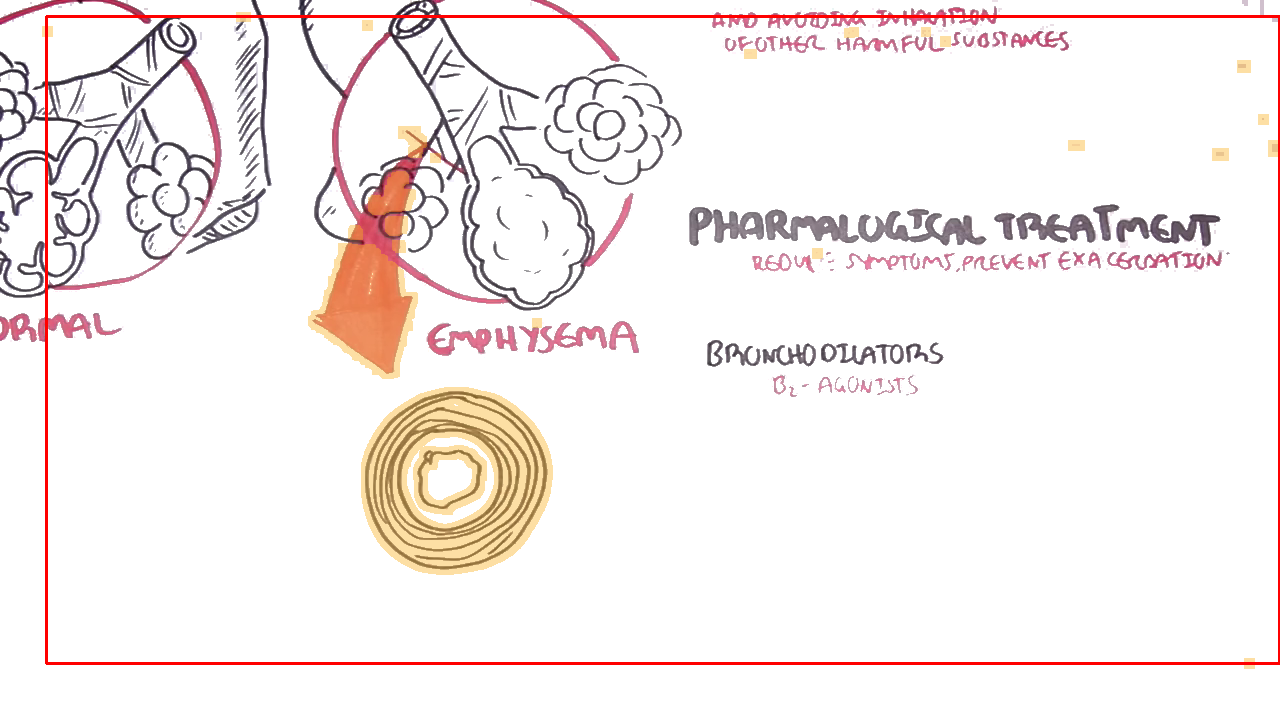 AND AVOIDING INHALATION
OF OTHER HARMFUL SUBSTANCES
PHARMALOGICAL TREATMENT
SYMPTOMS, PREVENT EXACERBATION
ORMAL
EMPHYSEMA
BRONCHODILATORS
B2 - AGONISTS